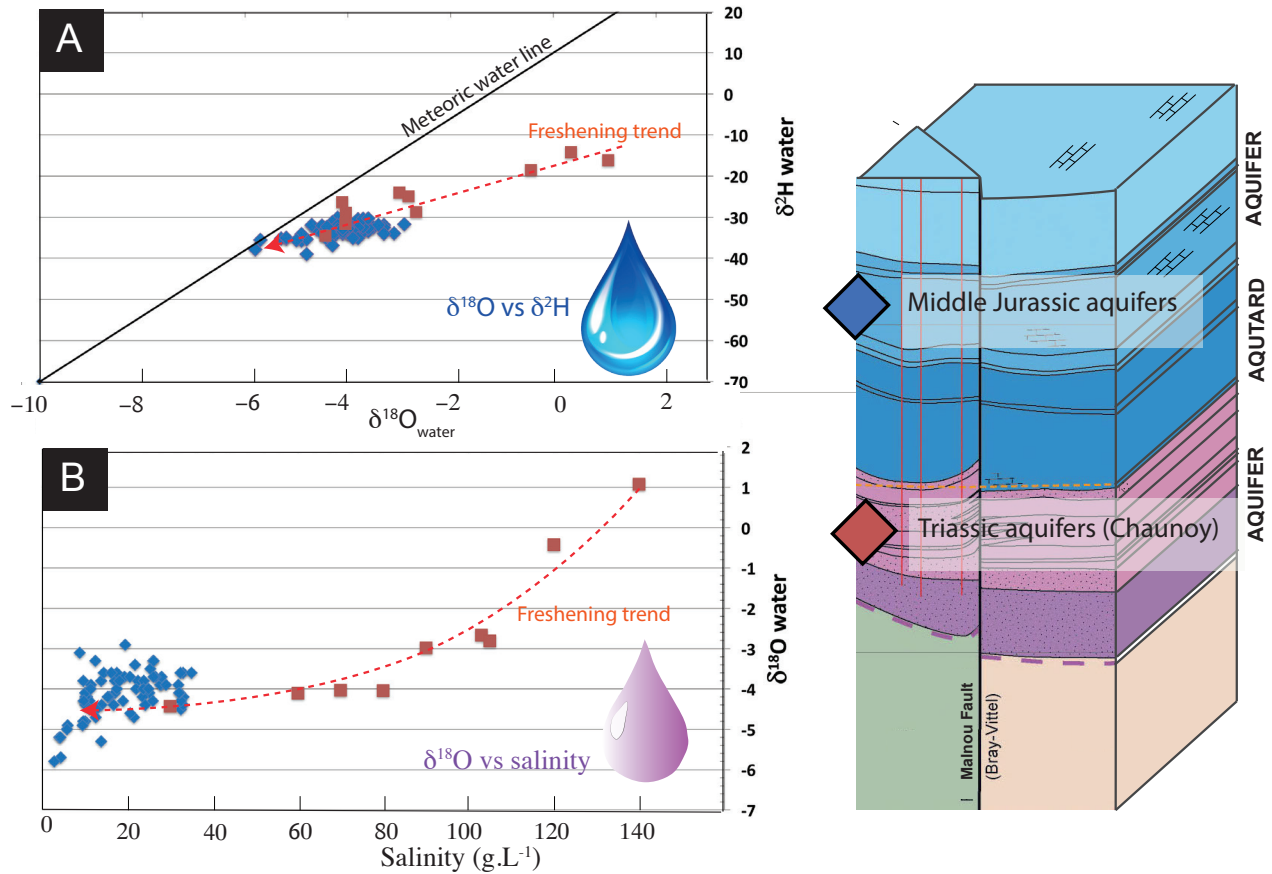 A
Meteoric water line
Freshening trend
δ¹⁸O vs δ²H
20
10
0
-10
-20
-30
-40
-50
-60
-70
δ²H water
−10
−8
−6
−4
−2
0
2
δ¹⁸Owater
B
Freshening trend
δ¹⁸O vs salinity
2
1
0
-1
-2
-3
-4
-5
-6
-7
δ¹⁸O water
0
20
40
60
80
100
120
140
Salinity (g.L⁻¹)
AQUIFER
AQUTARD
AQUIFER
Middle Jurassic aquifers
Triassic aquifers (Chaunoy)
Malnou Fault
(Bray-Vittel)